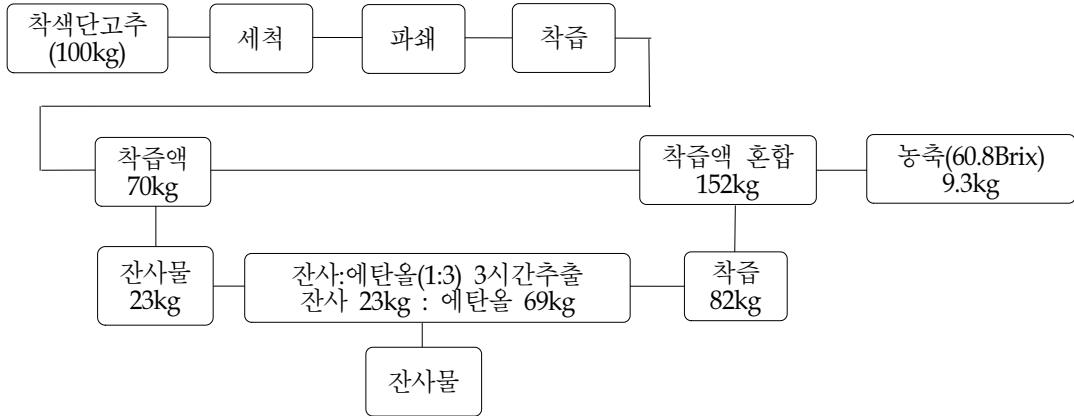 착색단고추
(100kg)
세척
파쇄
착즙
착즙액
70kg
착즙액 혼합
152kg
농축(60.8Brix)
9.3kg
잔사물
23kg
잔사:에탄올(1:3) 3시간추출
잔사 23kg : 에탄올 69kg
착즙
82kg
잔사물